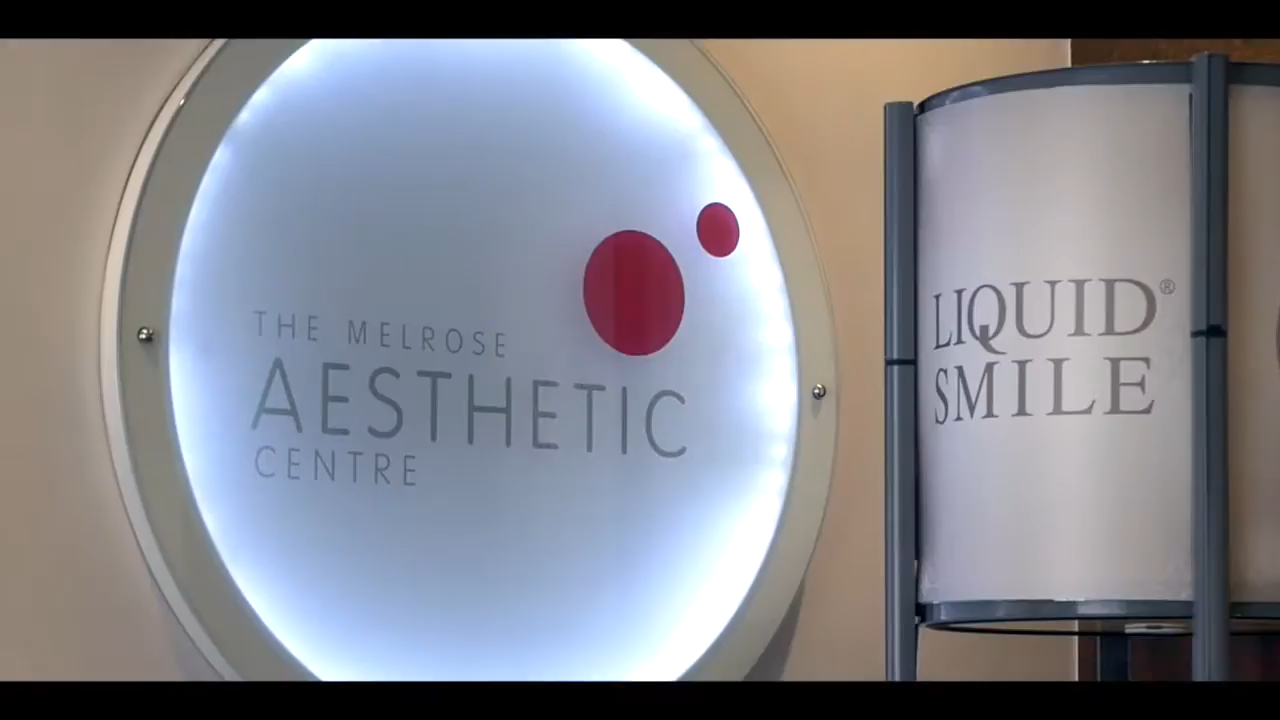 THE MELROSE
AESTHETIC
CENTRE
LIQUID®
SMILE